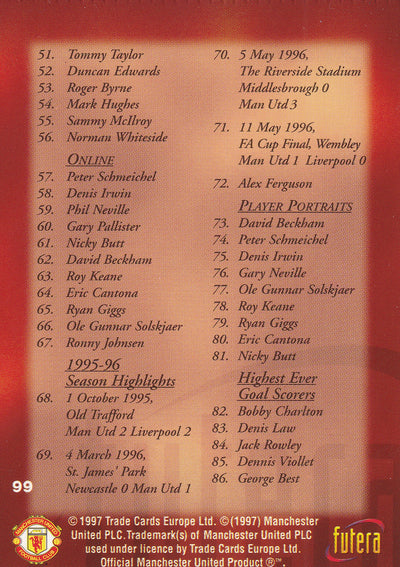 51. Tommy Taylor
52. Duncan Edwards
53. Roger Byrne
54. Mark Hughes
55. Sammy McIlroy
56. Norman Whiteside
ONLINE
57. Peter Schmeichel
58. Denis Irwin
59. Phil Neville
60. Gary Pallister
61. Nicky Butt
62. David Beckham
63. Roy Keane
64. Eric Cantona
65. Ryan Giggs
66. Ole Gunnar Solskjaer
67. Ronny Johnsen
1995-96
Season Highlights
68. 1 October 1995,
Old Trafford
Man Utd 2 Liverpool 2
69. 4 March 1996,
St. James' Park
Newcastle 0 Man Utd 1
70. 5 May 1996,
The Riverside Stadium
Middlesbrough 0
Man Utd 3
71. 11 May 1996,
FA Cup Final, Wembley
Man Utd 1 Liverpool 0
72. Alex Ferguson
PLAYER PORTRAITS
73. David Beckham
74. Peter Schmeichel
75. Denis Irwin
76. Gary Neville
77. Ole Gunnar Solskjaer
78. Roy Keane
79. Ryan Giggs
80. Eric Cantona
81. Nicky Butt
Highest Ever
Goal Scorers
82. Bobby Charlton
83. Denis Law
84. Jack Rowley
85. Dennis Viollet
86. George Best
99
MANCHESTER UNITED
FOOTBALL CLUB
© 1997 Trade Cards Europe Ltd. © (1997) Manchester
United PLC. Trademark(s) of Manchester United PLC
used under licence by Trade Cards Europe Ltd.
Official Manchester United Product ®™.
futera